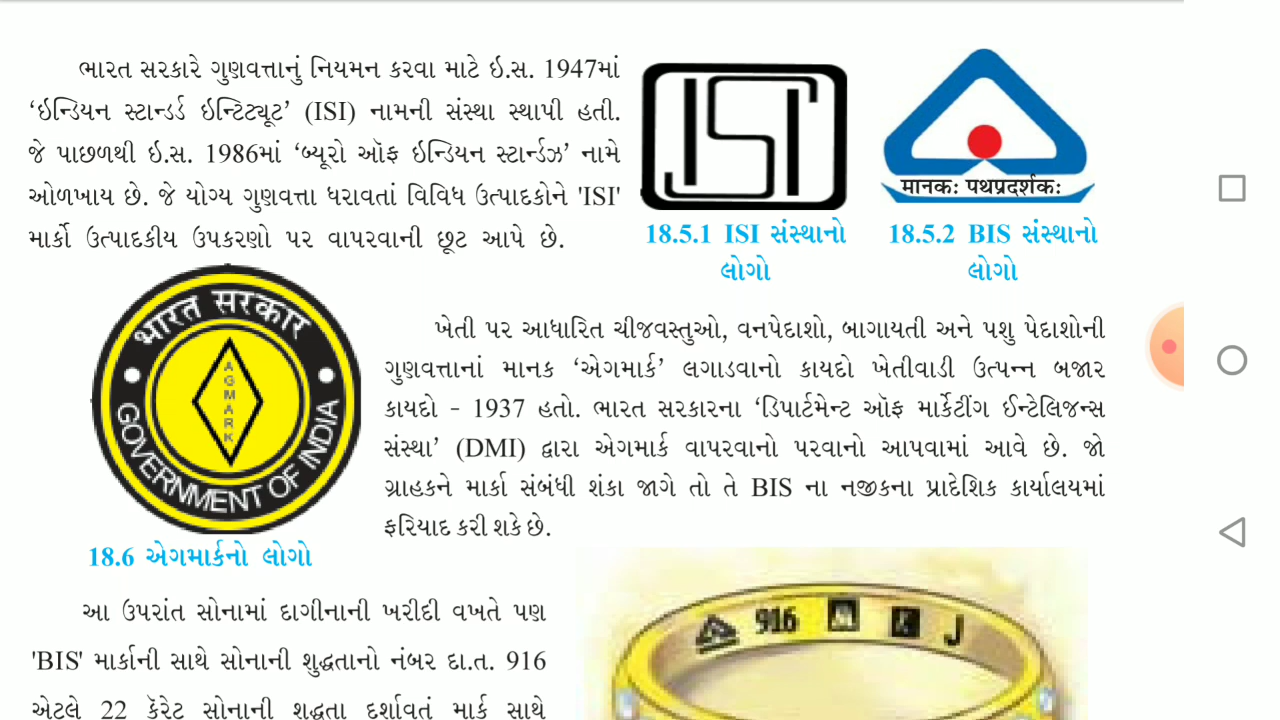 ભારત સરકારે ગુણવત્તાનું નિયમન કરવા માટે ઇ.સ. 1947માં
‘ઇન્ડિયન સ્ટાન્ડર્ડ ઇન્ટિટ્યૂટ’ (ISI) નામની સંસ્થા સ્થાપી હતી.
જે પાછળથી ઇ.સ. 1986માં ‘બ્યૂરો ઑફ ઇન્ડિયન સ્ટાર્ન્ડઝ’ નામે
ઓળખાય છે. જે યોગ્ય ગુણવત્તા ધરાવતાં વિવિધ ઉત્પાદકોને 'ISI'
માર્કો ઉત્પાદકીય ઉપકરણો પર વાપરવાની છૂટ આપે છે.
ISI
18.5.1 ISI સંસ્થાનો
લોગો
मानकः पथप्रदर्शकः
18.5.2 BIS સંસ્થાનો
લોગો
भारत सरकार
AGMARK
GOVERNMENT OF INDIA
18.6 એગમાર્કનો લોગો
ખેતી પર આધારિત ચીજવસ્તુઓ, વનપેદાશો, બાગાયતી અને પશુ પેદાશોની
ગુણવત્તાનાં માનક ‘એગમાર્ક’ લગાડવાનો કાયદો ખેતીવાડી ઉત્પન્ન બજાર
કાયદો - 1937 હતો. ભારત સરકારના ‘ડિપાર્ટમેન્ટ ઑફ માર્કેટીંગ ઈન્ટેલિજન્સ
સંસ્થા’ (DMI) દ્વારા એગમાર્ક વાપરવાનો પરવાનો આપવામાં આવે છે. જો
ગ્રાહકને માર્કા સંબંધી શંકા જાગે તો તે BIS ના નજીકના પ્રાદેશિક કાર્યાલયમાં
ફરિયાદ કરી શકે છે.
આ ઉપરાંત સોનામાં દાગીનાની ખરીદી વખતે પણ
'BIS' માર્કાની સાથે સોનાની શુદ્ધતાનો નંબર દા.ત. 916
એટલે 22 કૅરેટ સોનાની શુદ્ધતા દર્શાવતું માર્ક સાથે
916
J